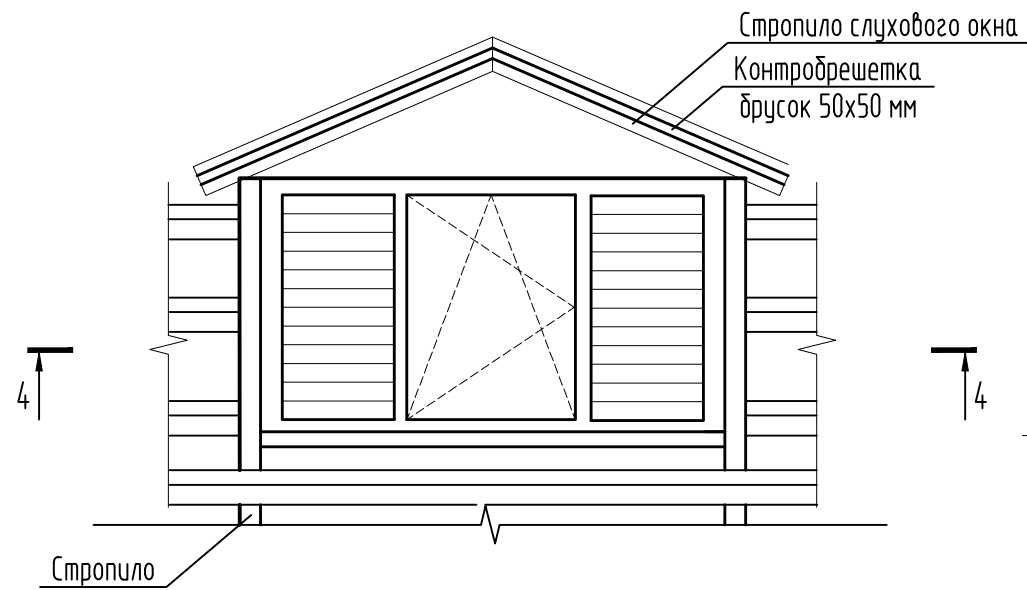 Стропило слухового окна
Контробрешетка
брусок 50х50 мм
4
4
Стропило